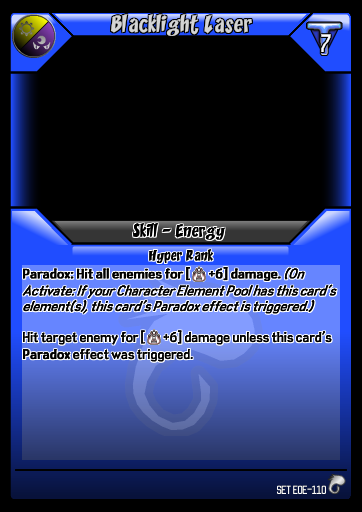 Blacklight Laser
7
Skill - Energy
Hyper Rank
Paradox: Hit all enemies for [ +6] damage. (On
Activate: If your Character Element Pool has this card's
element(s), this card's Paradox effect is triggered.)
Hit target enemy for [ +6] damage unless this card's
Paradox effect was triggered.
SET EOE-110